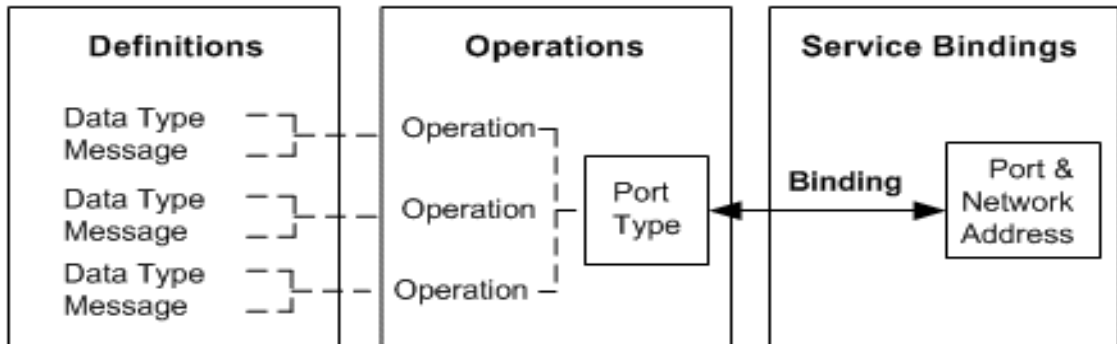 Definitions
Data Type
Message
Data Type
Message
Data Type
Message
Operations
Operation
Operation
Operation
Port
Type
Service Bindings
Binding
Port &
Network
Address